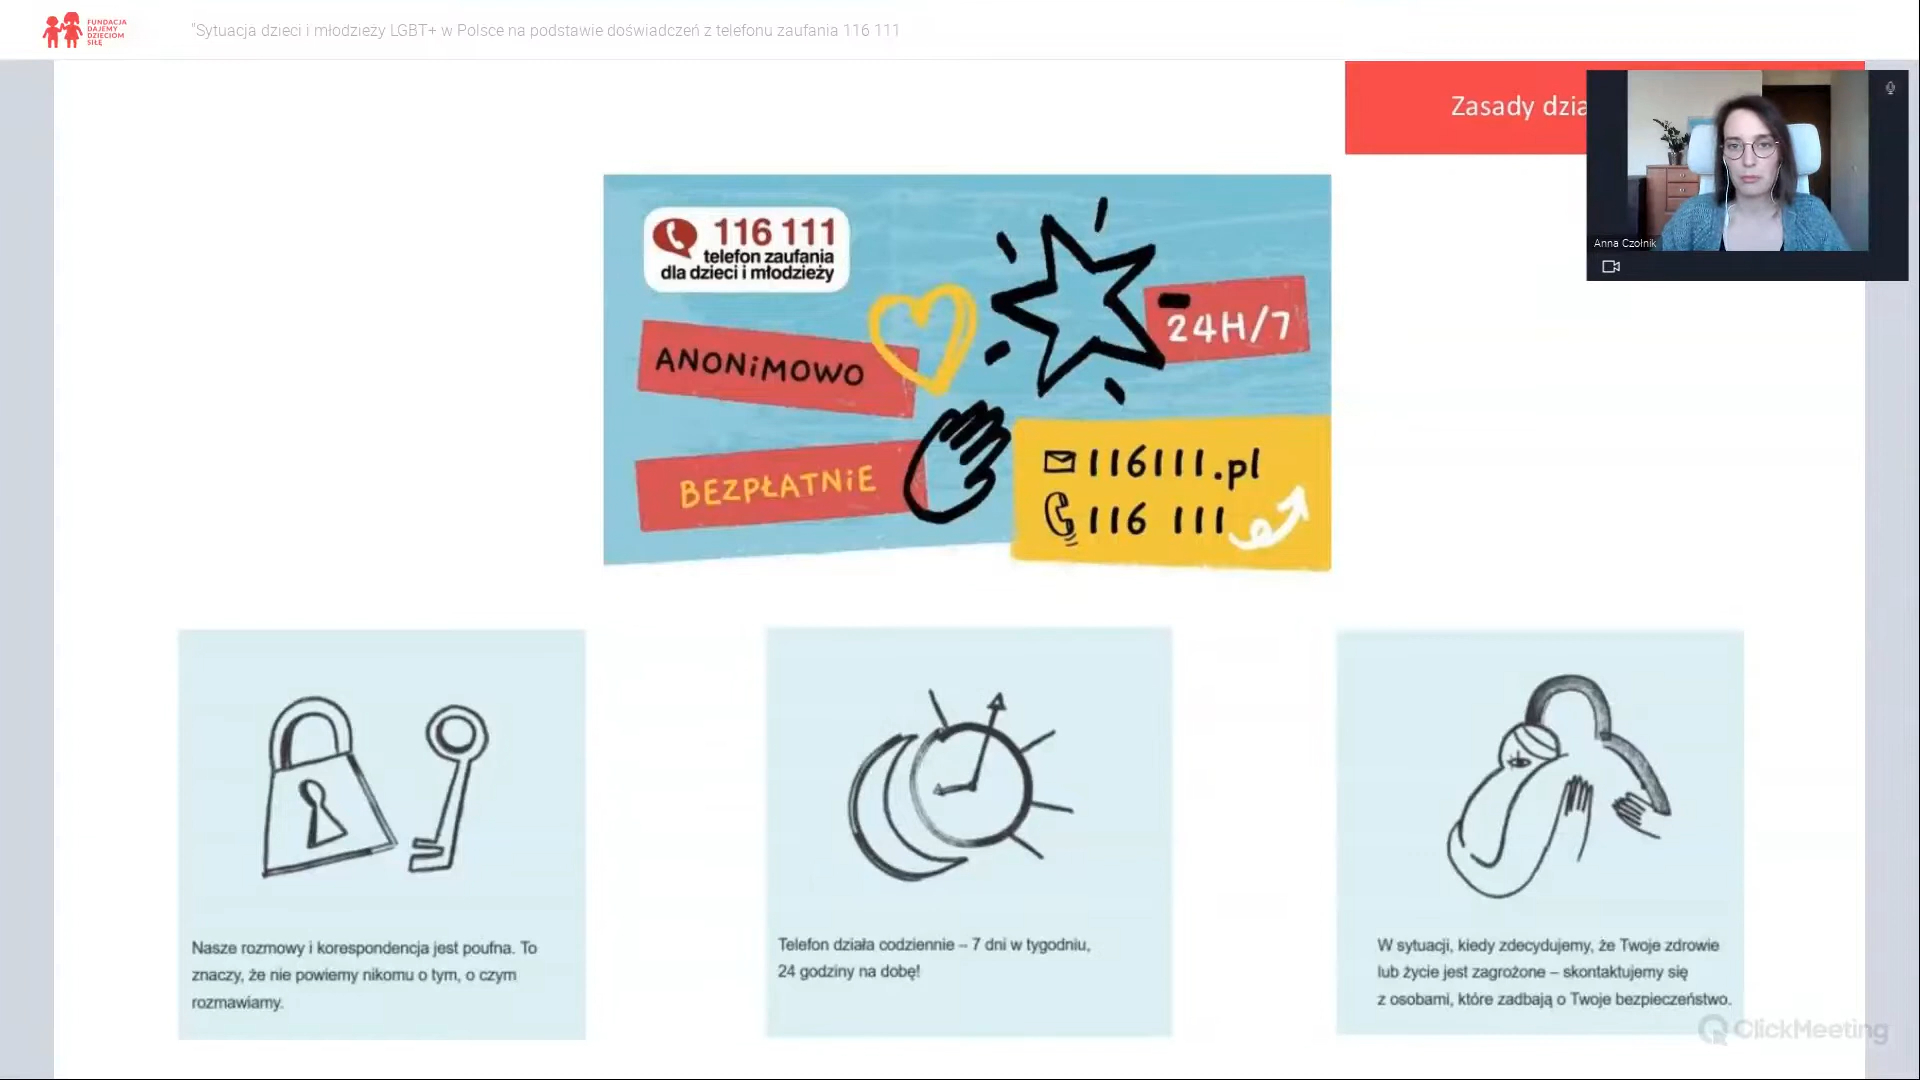 FUNDACJA
DAJEMY
DZIECIOM
SIŁĘ
"Sytuacja dzieci i młodzieży LGBT+ w Polsce na podstawie doświadczeń z telefonu zaufania 116 111
Zasady dzia
Anna Czołnik
116 111
telefon zaufania
dla dzieci i młodzieży
24H/7
ANONiMOWO
BEZPŁATNiE
116111.pl
116 111
Nasze rozmowy i korespondencja jest poufna. To
znaczy, że nie powiemy nikomu o tym, o czym
rozmawiamy.
Telefon działa codziennie – 7 dni w tygodniu,
24 godziny na dobę!
W sytuacji, kiedy zdecydujemy, że Twoje zdrowie
lub życie jest zagrożone – skontaktujemy się
z osobami, które zadbają o Twoje bezpieczeństwo.
ClickMeeting